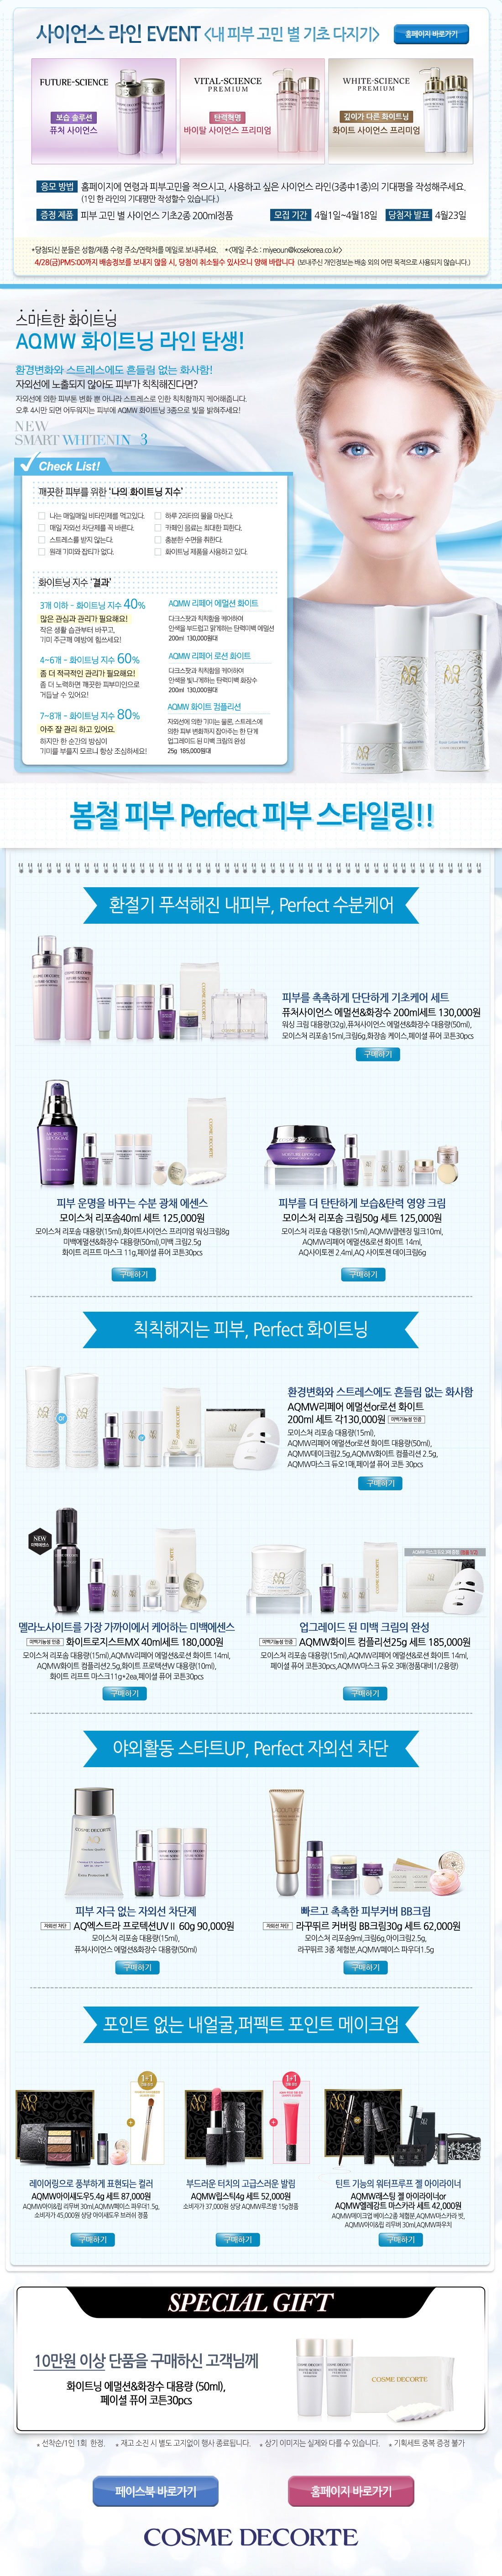 사이언스 라인 EVENT <내 피부 고민 별 기초 다지기>
홈페이지 바로가기
FUTURE-SCIENCE
보습 솔루션
퓨처 사이언스
VITAL-SCIENCE
PREMIUM
탄력혁명
바이탈 사이언스 프리미엄
WHITE-SCIENCE
PREMIUM
깊이가 다른 화이트닝
화이트 사이언스 프리미엄
응모 방법 홈페이지에 연령과 피부고민을 적으시고, 사용하고 싶은 사이언스 라인(3종中1종)의 기대평을 작성해주세요.
(1인 한 라인의 기대평만 작성할수 있습니다.)
증정 제품 피부 고민 별 사이언스 기초2종 200ml정품 모집 기간 4월1일~4월18일 당첨자 발표 4월23일
*당첨되신 분들은 성함/제품 수령 주소/연락처를 메일로 보내주세요. *<메일 주소 : miyeoun@kosekorea.co.kr>
4/28(금)PM5:00까지 배송정보를 보내지 않을 시, 당첨이 취소될수 있사오니 양해 바랍니다 (보내주신 개인정보는 배송 외의 어떤 목적으로 사용되지 않습니다.)
스마트한 화이트닝
AQMW 화이트닝 라인 탄생!
환경변화와 스트레스에도 흔들림 없는 화사함!
자외선에 노출되지 않아도 피부가 칙칙해진다면?
자외선에 의한 피부톤 변화 뿐 아니라 스트레스로 인한 칙칙함까지 케어해줍니다.
오후 4시만 되면 어두워지는 피부에 AQMW 화이트닝 3종으로 빛을 밝혀주세요!
NEW
SMART WHITENIN 3
Check List!
깨끗한 피부를 위한 '나의 화이트닝 지수'
나는 매일매일 비타민제를 먹고있다.
하루 2리터의 물을 마신다.
매일 자외선 차단제를 꼭 바른다.
카페인 음료는 최대한 피한다.
스트레스를 받지 않는다.
충분한 수면을 취한다.
원래 기미와 잡티가 없다.
화이트닝 제품을 사용하고 있다.
화이트닝 지수 '결과'
3개 이하 - 화이트닝 지수 40%
많은 관심과 관리가 필요해요!
작은 생활 습관부터 바꾸고,
기미 주근깨 예방에 힘쓰세요!
4~6개 - 화이트닝 지수 60%
좀 더 적극적인 관리가 필요해요!
좀 더 노력하면 깨끗한 피부미인으로
거듭날 수 있어요!
7~8개 - 화이트닝 지수 80%
아주 잘 관리 하고 있어요.
하지만 한 순간의 방심이
기미를 부를지 모르니 항상 조심하세요!
AQMW 리페어 에멀션 화이트
다크스팟과 칙칙함을 케어하여
안색을 부드럽고 맑게하는 탄력미백 에멀션
200ml 130,000원대
AQMW 리페어 로션 화이트
다크스팟과 칙칙함을 케어하여
안색을 빛나게하는 탄력미백 화장수
200ml 130,000원대
AQMW 화이트 컴플리션
자외선에 의한 기미는 물론, 스트레스에
의한 피부 변화까지 잡아주는 한 단계
업그레이드 된 미백 크림의 완성
25g 185,000원대
봄철 피부 Perfect 피부 스타일링!!
환절기 푸석해진 내피부, Perfect 수분케어
피부를 촉촉하게 단단하게 기초케어 세트
퓨처사이언스 에멀션&화장수 200ml세트 130,000원
워싱 크림 대용량(32g),퓨처사이언스 에멀션&화장수 대용량(50ml),
모이스처 리포솜15ml,크림6g,화장솜 케이스,페이셜 퓨어 코튼30pcs
구매하기
피부 운명을 바꾸는 수분 광채 에센스
모이스처 리포솜40ml 세트 125,000원
모이스처 리포솜 대용량(15ml),화이트사이언스 프리미엄 워싱크림8g
미백에멀션&화장수 대용량(50ml),미백 크림2.5g
화이트 리프트 마스크 11g,페이셜 퓨어 코튼30pcs
구매하기
피부를 더 탄탄하게 보습&탄력 영양 크림
모이스처 리포솜 크림50g 세트 125,000원
모이스처 리포솜 대용량(15ml),AQMW클렌징 밀크10ml,
AQMW리페어 에멀션&로션 화이트 14ml,
AQ사이토젠 2.4ml,AQ 사이토젠 데이크림6g
구매하기
칙칙해지는 피부, Perfect 화이트닝
환경변화와 스트레스에도 흔들림 없는 화사함
AQMW리페어 에멀션or로션 화이트
200ml 세트 각130,000원 미백기능성 인증
모이스처 리포솜 대용량(15ml),
AQMW리페어 에멀션or로션 화이트 대용량(50ml),
AQMW데이크림2.5g,AQMW화이트 컴플리션 2.5g,
AQMW마스크 듀오1매,페이셜 퓨어 코튼 30pcs
구매하기
NEW
미백에센스
멜라노사이트를 가장 가까이에서 케어하는 미백에센스
미백기능성 인증 화이트로지스트MX 40ml세트 180,000원
모이스처 리포솜 대용량(15ml),AQMW리페어 에멀션&로션 화이트 14ml,
AQMW화이트 컴플리션2.5g,화이트 프로텍션W 대용량(10ml),
화이트 리프트 마스크11g*2ea,페이셜 퓨어 코튼30pcs
구매하기
업그레이드 된 미백 크림의 완성
미백기능성 인증 AQMW화이트 컴플리션25g 세트 185,000원
모이스처 리포솜 대용량(15ml),AQMW리페어 에멀션&로션 화이트 14ml,
페이셜 퓨어 코튼30pcs,AQMW마스크 듀오 3매(정품대비1/2용량)
구매하기
야외활동 스타트UP, Perfect 자외선 차단
피부 자극 없는 자외선 차단제
자외선 차단 AQ엑스트라 프로텍션UVⅡ 60g 90,000원
모이스처 리포솜 대용량(15ml),
퓨처사이언스 에멀션&화장수 대용량(50ml)
구매하기
빠르고 촉촉한 피부커버 BB크림
자외선 차단 라꾸뛰르 커버링 BB크림30g 세트 62,000원
모이스처 리포솜9ml,크림6g,아이크림2.5g,
라꾸뛰르 3종 체험분,AQMW페이스 파우더1.5g
구매하기
포인트 없는 내얼굴,퍼펙트 포인트 메이크업
1+1
1+1
레이어링으로 풍부하게 표현되는 컬러
AQMW아이섀도우5.4g 세트 87,000원
AQMW아이&립 리무버 30ml,AQMW페이스 파우더1.5g,
소비자가 45,000원 상당 아이섀도우 브러쉬 정품
구매하기
부드러운 터치의 고급스러운 발림
AQMW립스틱4g 세트 52,000원
소비자가 37,000원 상당 AQMW루즈밤 15g정품
구매하기
틴트 기능의 워터프루프 젤 아이라이너
AQMW래스팅 젤 아이라이너or
AQMW엘레강트 마스카라 세트 42,000원
AQMW메이크업 베이스2종 체험분,AQMW마스카라 빗,
AQMW아이&립 리무버 30ml,AQMW파우치
구매하기
SPECIAL GIFT
10만원 이상 단품을 구매하신 고객님께
화이트닝 에멀션&화장수 대용량 (50ml),
페이셜 퓨어 코튼30pcs
COSME DECORTE
선착순/1인 1회 한정. 재고 소진 시 별도 고지없이 행사 종료됩니다. 상기 이미지는 실제와 다를 수 있습니다. 기획세트 중복 증정 불가
페이스북 바로가기
홈페이지 바로가기
COSME DECORTE